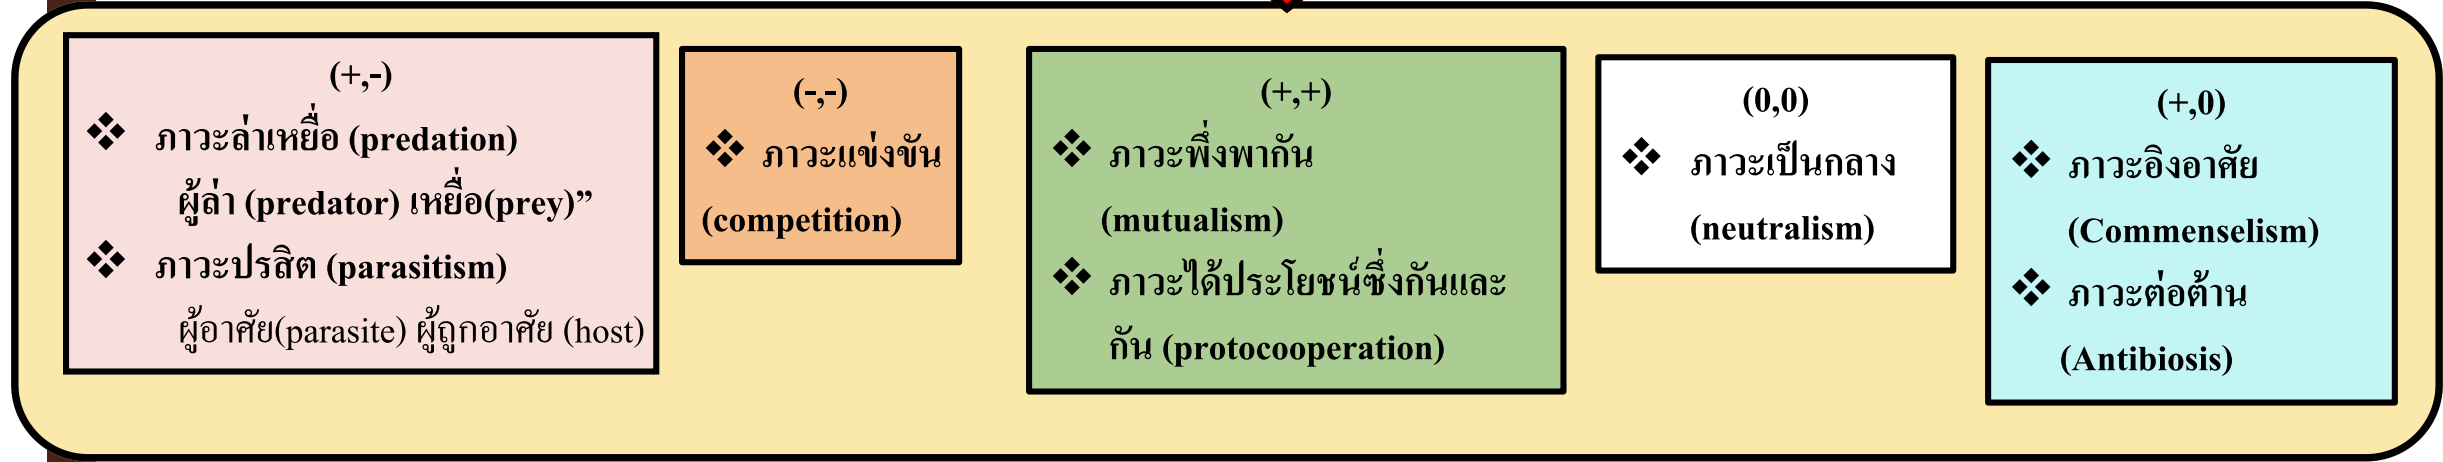 (+,-)
❖ ภาวะล่าเหยื่อ (predation)
ผู้ล่า (predator) เหยื่อ(prey)”
❖ ภาวะปรสิต (parasitism)
ผู้อาศัย(parasite) ผู้ถูกอาศัย (host)
(-,-)
❖ ภาวะแข่งขัน
(competition)
(+,+)
❖ ภาวะพึ่งพากัน
(mutualism)
❖ ภาวะได้ประโยชน์ซึ่งกันและ
กัน (protocooperation)
(0,0)
❖ ภาวะเป็นกลาง
(neutralism)
(+,0)
❖ ภาวะอิงอาศัย
(Commenselism)
❖ ภาวะต่อต้าน
(Antibiosis)